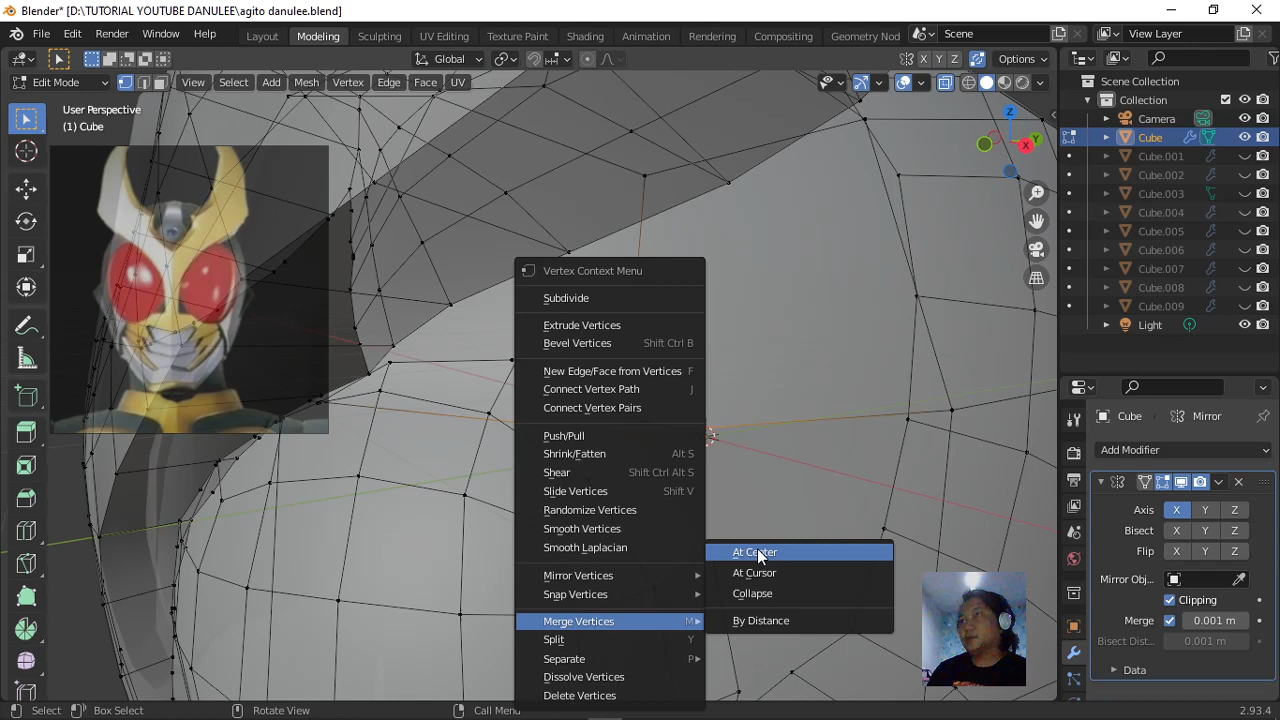 Blender* [D:\TUTORIAL YOUTUBE DANULEE\agito danulee.blend]
File Edit Render Window Help Layout Modeling Sculpting UV Editing Texture Paint Shading Animation Rendering Compositing Geometry Nod Scene View Layer
Global X Y Z Options
Edit Mode View Select Add Mesh Vertex Edge Face UV
User Perspective
(1) Cube
Z
Y
X
Scene Collection
Collection
Camera
Cube
Cube.001
Cube.002
Cube.003
Cube.004
Cube.005
Cube.006
Cube.007
Cube.008
Cube.009
Light
Vertex Context Menu
Subdivide
Extrude Vertices
Bevel Vertices Shift Ctrl B
New Edge/Face from Vertices F
Connect Vertex Path J
Connect Vertex Pairs
Push/Pull
Shrink/Fatten Alt S
Shear Shift Ctrl Alt S
Slide Vertices Shift V
Randomize Vertices
Smooth Vertices
Smooth Laplacian
Mirror Vertices
Snap Vertices
Merge Vertices M
Split Y
Separate P
Dissolve Vertices
Delete Vertices
At Center
At Cursor
Collapse
By Distance
Cube Mirror
Add Modifier
Axis X Y Z
Bisect X Y Z
Flip X Y Z
Mirror Obj...
Clipping
Merge 0.001 m
Bisect Dist... 0.001 m
Data
Select Box Select Rotate View Call Menu 2.93.4